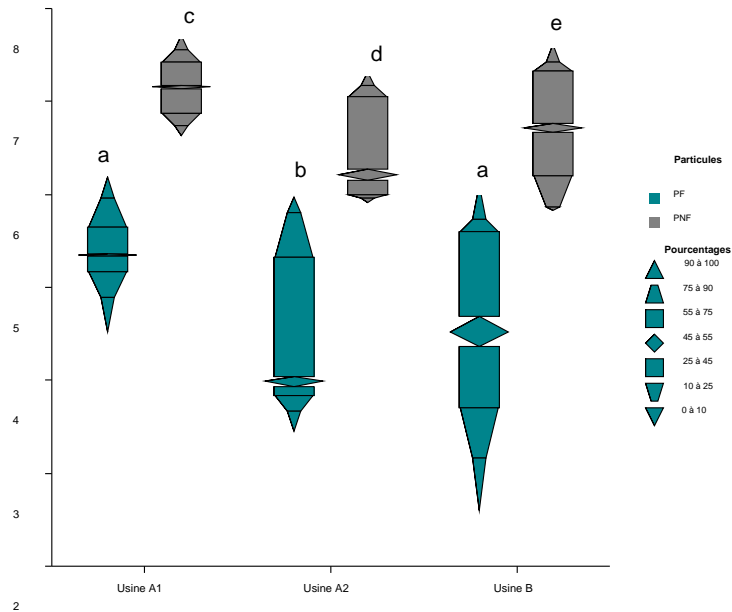 8
c
e
d
7
a
b
a
Particules
PF
PNF
6
Pourcentages
90 à 100
75 à 90
5
55 à 75
45 à 55
25 à 45
10 à 25
4
0 à 10
3
Usine A1
Usine A2
Usine B
2